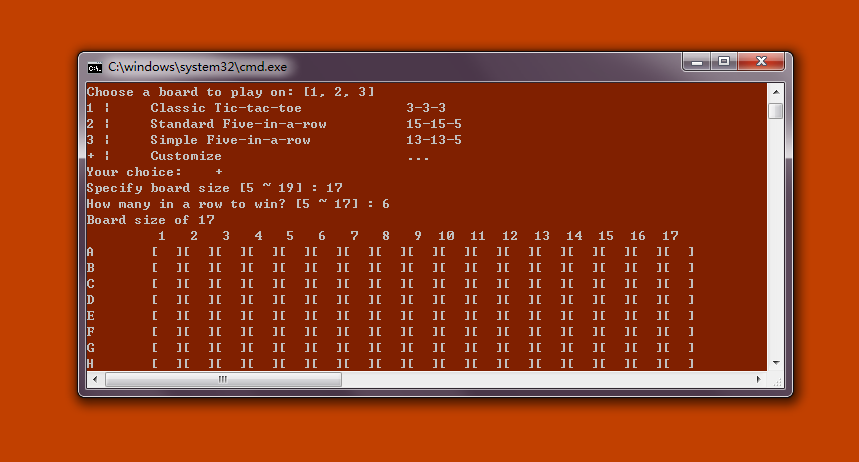 C:\windows\system32\cmd.exe
Choose a board to play on: [1, 2, 3]
1 ¦     Classic Tic-tac-toe             3-3-3
2 ¦     Standard Five-in-a-row          15-15-5
3 ¦     Simple Five-in-a-row            13-13-5
+ ¦     Customize                       ...
Your choice:    +
Specify board size [5 ~ 19] : 17
How many in a row to win? [5 ~ 17] : 6
Board size of 17
         1   2   3   4   5   6   7   8   9  10  11  12  13  14  15  16  17
A       [  ][  ][  ][  ][  ][  ][  ][  ][  ][  ][  ][  ][  ][  ][  ][  ][  ]
B       [  ][  ][  ][  ][  ][  ][  ][  ][  ][  ][  ][  ][  ][  ][  ][  ][  ]
C       [  ][  ][  ][  ][  ][  ][  ][  ][  ][  ][  ][  ][  ][  ][  ][  ][  ]
D       [  ][  ][  ][  ][  ][  ][  ][  ][  ][  ][  ][  ][  ][  ][  ][  ][  ]
E       [  ][  ][  ][  ][  ][  ][  ][  ][  ][  ][  ][  ][  ][  ][  ][  ][  ]
F       [  ][  ][  ][  ][  ][  ][  ][  ][  ][  ][  ][  ][  ][  ][  ][  ][  ]
G       [  ][  ][  ][  ][  ][  ][  ][  ][  ][  ][  ][  ][  ][  ][  ][  ][  ]
H       [  ][  ][  ][  ][  ][  ][  ][  ][  ][  ][  ][  ][  ][  ][  ][  ][  ]